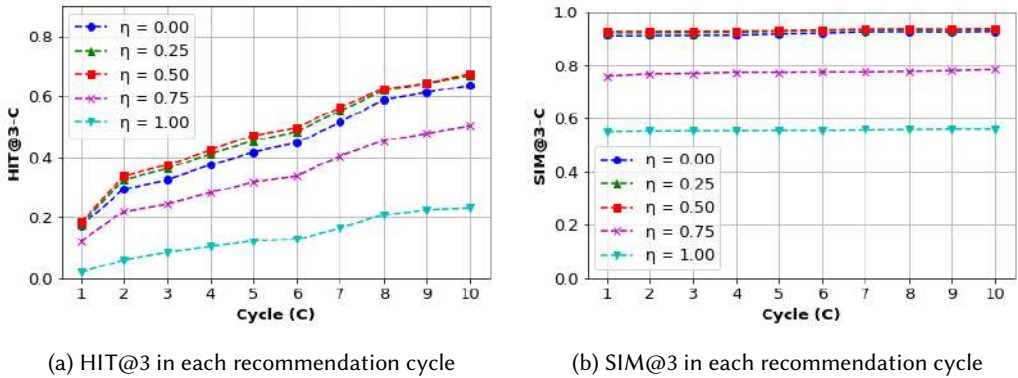 HIT@3-C
0.8
0.6
0.4
0.2
0.0
η = 0.00
η = 0.25
η = 0.50
η = 0.75
η = 1.00
1 2 3 4 5 6 7 8 9 10
Cycle (C)
(a) HIT@3 in each recommendation cycle
SIM@3-C
1.0
0.8
0.6
0.4
0.2
0.0
η = 0.00
η = 0.25
η = 0.50
η = 0.75
η = 1.00
1 2 3 4 5 6 7 8 9 10
Cycle (C)
(b) SIM@3 in each recommendation cycle